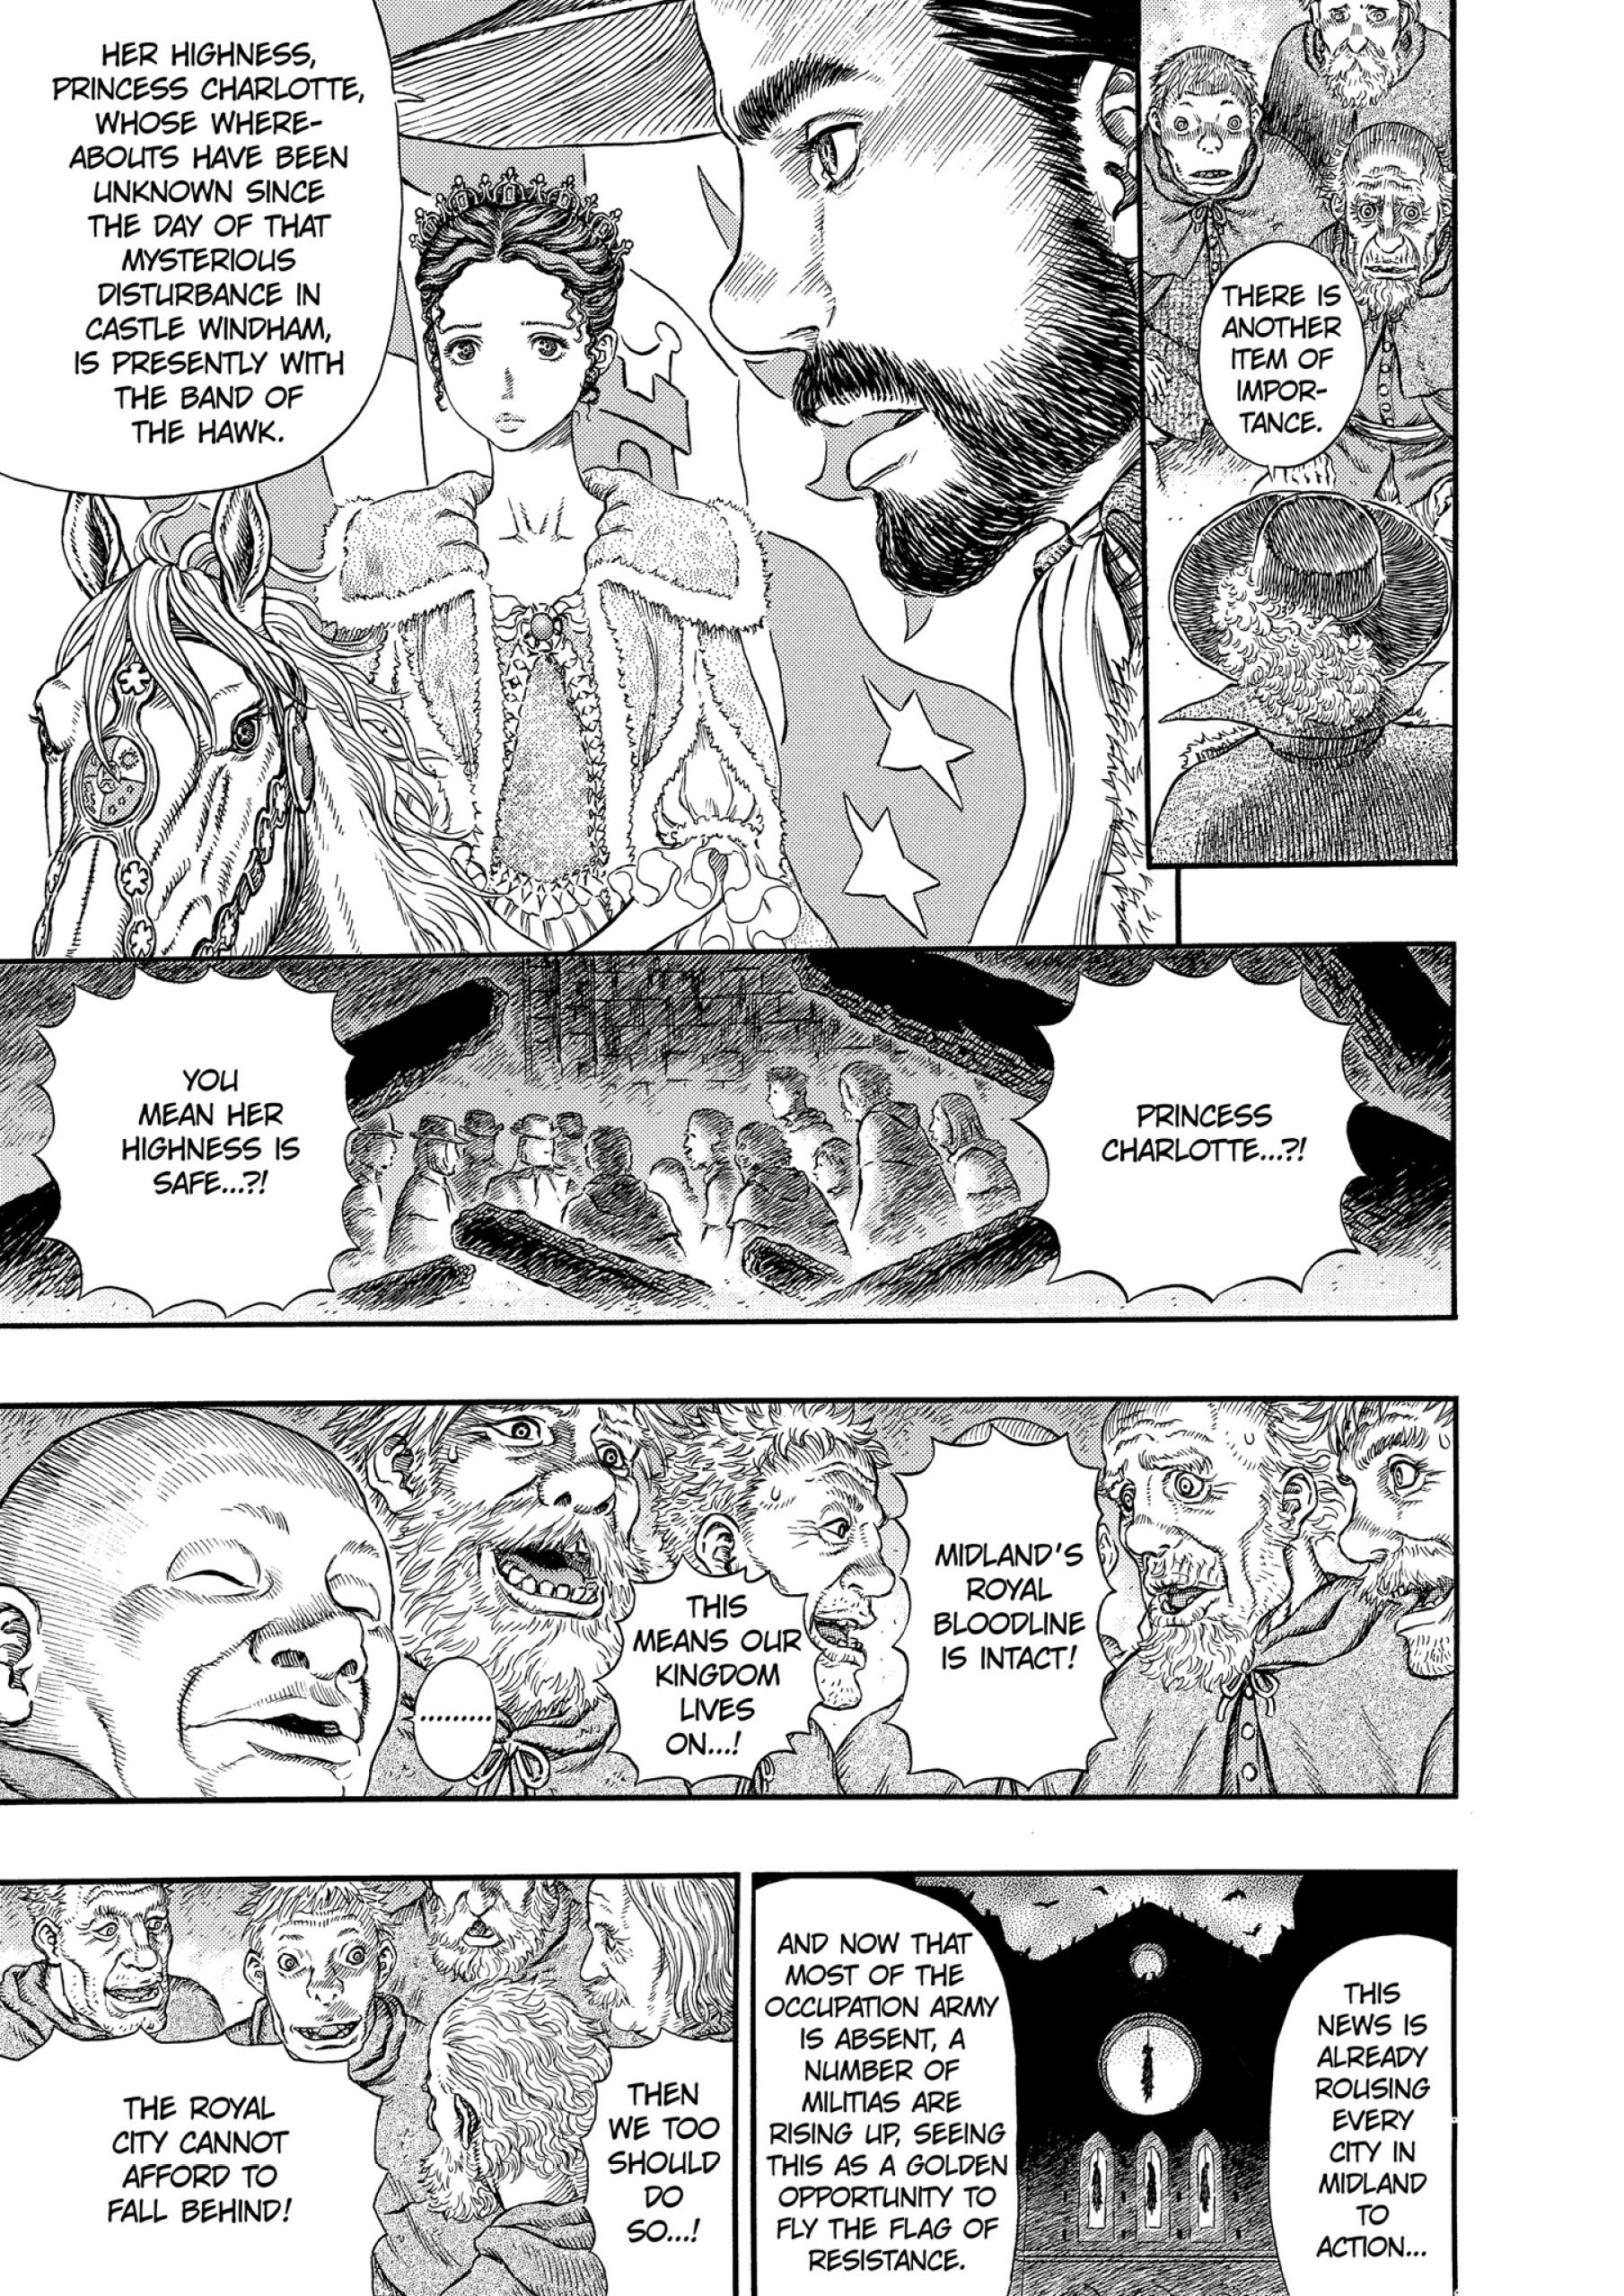 THERE IS
ANOTHER
ITEM OF
IMPOR-
TANCE.
HER HIGHNESS,
PRINCESS CHARLOTTE,
WHOSE WHERE-
ABOUTS HAVE BEEN
UNKNOWN SINCE
THE DAY OF THAT
MYSTERIOUS
DISTURBANCE IN
CASTLE WINDHAM,
IS PRESENTLY WITH
THE BAND OF
THE HAWK.
PRINCESS
CHARLOTTE...?!
YOU
MEAN HER
HIGHNESS IS
SAFE...?!
MIDLAND'S
ROYAL
BLOODLINE
IS INTACT!
THIS
MEANS OUR
KINGDOM
LIVES
ON...!
..........
THIS
NEWS IS
ALREADY
ROUSING
EVERY
CITY IN
MIDLAND
TO
ACTION...
AND NOW THAT
MOST OF THE
OCCUPATION ARMY
IS ABSENT, A
NUMBER OF
MILITIAS ARE
RISING UP, SEEING
THIS AS A GOLDEN
OPPORTUNITY TO
FLY THE FLAG OF
RESISTANCE.
THEN
WE TOO
SHOULD
DO
SO...!
THE ROYAL
CITY CANNOT
AFFORD TO
FALL BEHIND!